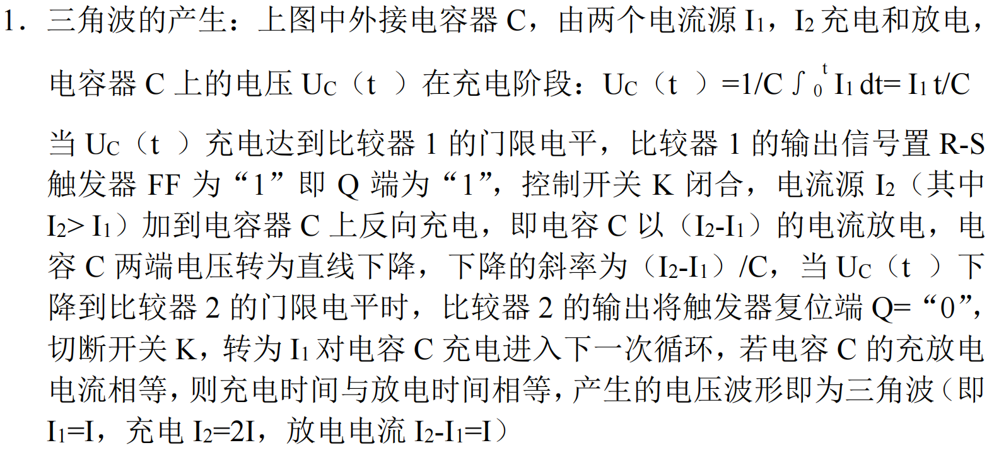 1. 三角波的产生：上图中外接电容器 C，由两个电流源 I1，I2 充电和放电，
电容器 C 上的电压 UC（t ）在充电阶段：UC（t ）=1/C ∫0t I1 dt= I1 t/C
当 UC（t ）充电达到比较器 1 的门限电平，比较器 1 的输出信号置 R-S
触发器 FF 为“1”即 Q 端为“1”，控制开关 K 闭合，电流源 I2（其中
I2> I1）加到电容器 C 上反向充电，即电容 C 以（I2-I1）的电流放电，电
容 C 两端电压转为直线下降，下降的斜率为（I2-I1）/C，当 UC（t ）下
降到比较器 2 的门限电平时，比较器 2 的输出将触发器复位端 Q=“0”，
切断开关 K，转为 I1 对电容 C 充电进入下一次循环，若电容 C 的充放电
电流相等，则充电时间与放电时间相等，产生的电压波形即为三角波（即
I1=I，充电 I2=2I，放电电流 I2-I1=I）